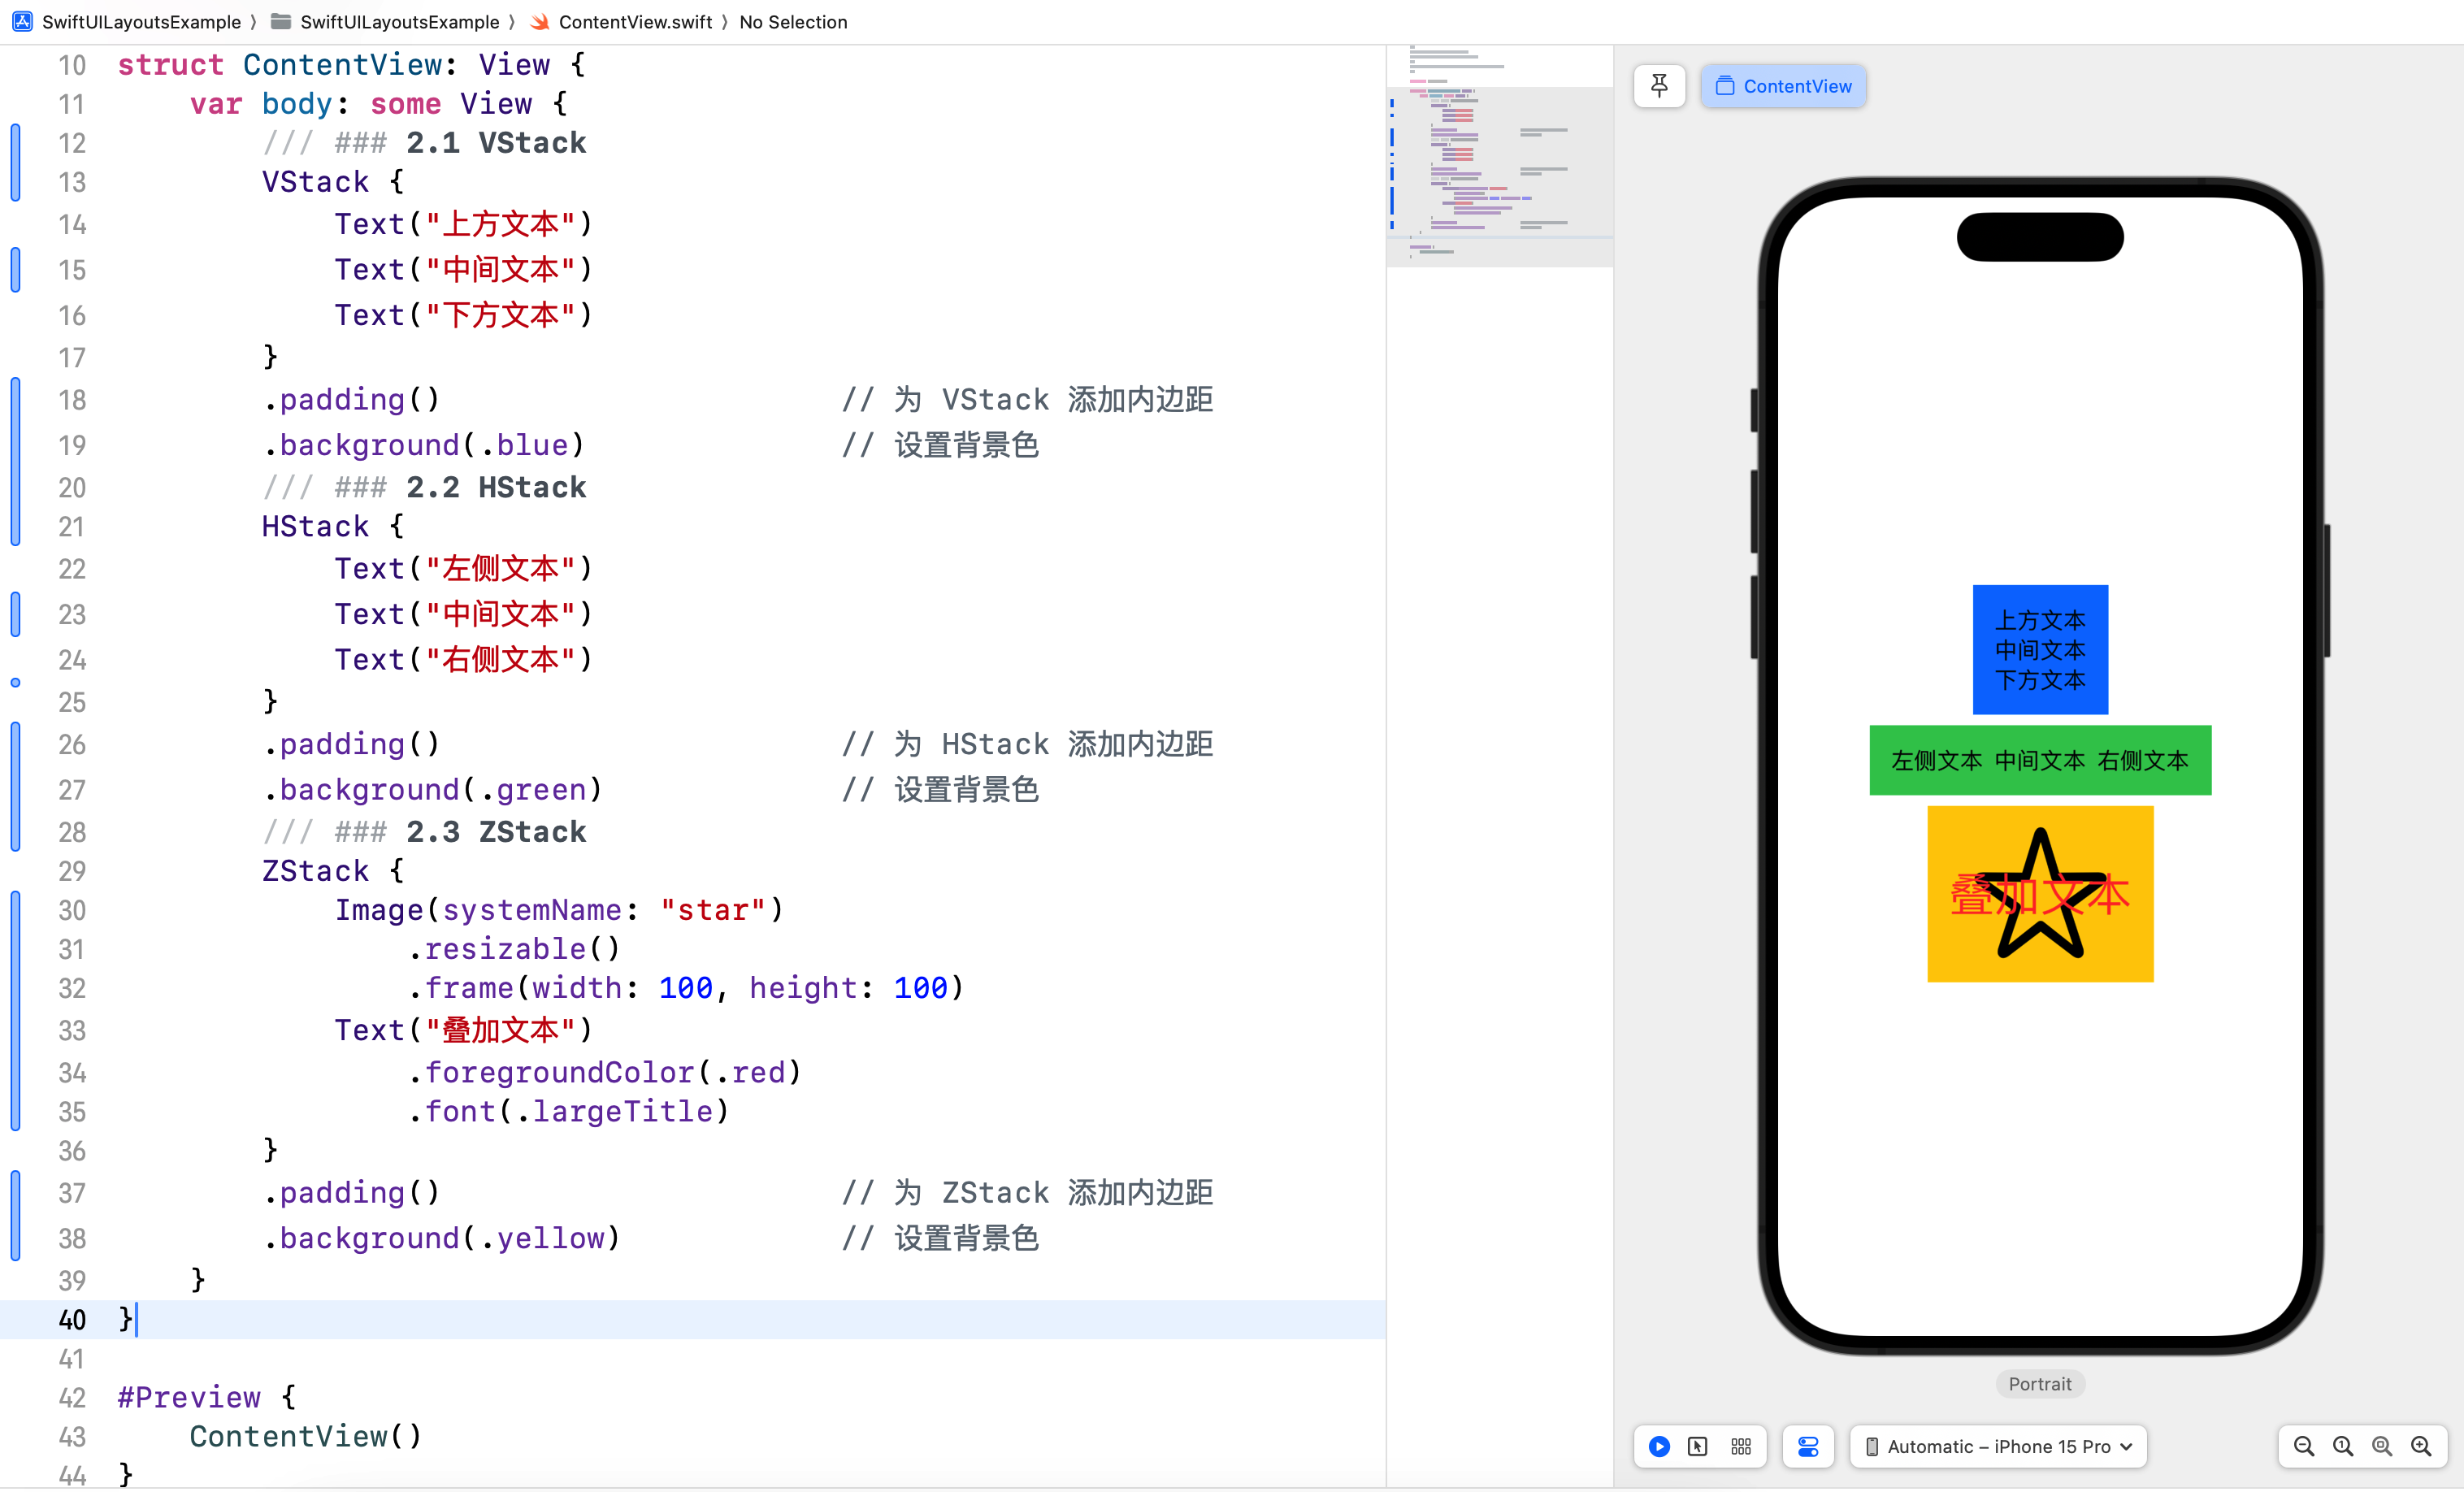 SwiftUILayoutsExample 〉 SwiftUILayoutsExample 〉 ContentView.swift 〉 No Selection
10 struct ContentView: View {
11     var body: some View {
12         /// ### 2.1 VStack
13         VStack {
14             Text("上方文本")
15             Text("中间文本")
16             Text("下方文本")
17         }
18         .padding()                      // 为 VStack 添加内边距
19         .background(.blue)              // 设置背景色
20         /// ### 2.2 HStack
21         HStack {
22             Text("左侧文本")
23             Text("中间文本")
24             Text("右侧文本")
25         }
26         .padding()                      // 为 HStack 添加内边距
27         .background(.green)             // 设置背景色
28         /// ### 2.3 ZStack
29         ZStack {
30             Image(systemName: "star")
31                 .resizable()
32                 .frame(width: 100, height: 100)
33             Text("叠加文本")
34                 .foregroundColor(.red)
35                 .font(.largeTitle)
36         }
37         .padding()                      // 为 ZStack 添加内边距
38         .background(.yellow)            // 设置背景色
39     }
40 }
41
42 #Preview {
43     ContentView()
44 }
ContentView
上方文本
中间文本
下方文本
左侧文本 中间文本 右侧文本
叠加文本
Portrait
Automatic – iPhone 15 Pro